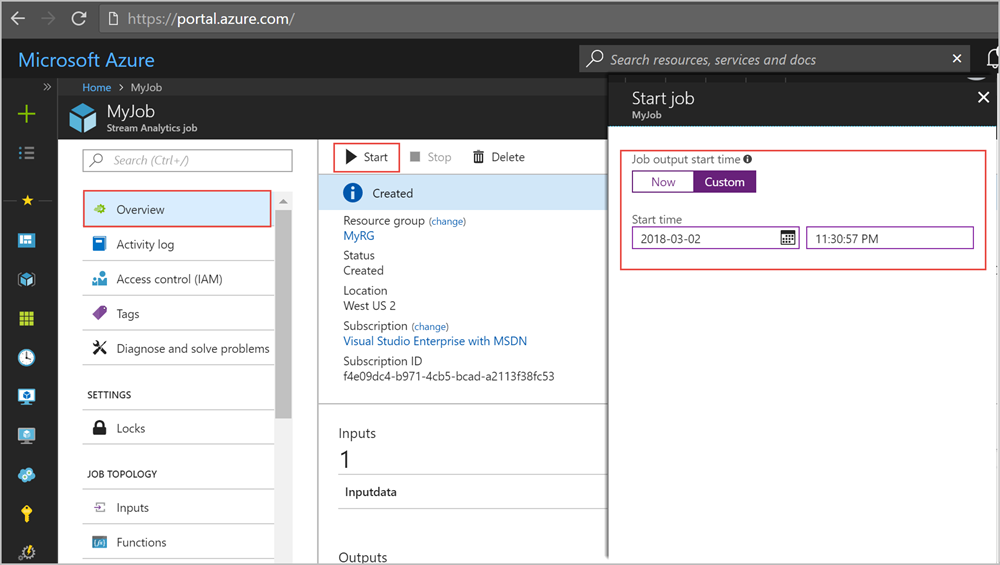 https://portal.azure.com/
Microsoft Azure
Search resources, services and docs
Home > MyJob
MyJob
Stream Analytics job
Search (Ctrl+/)
Overview
Activity log
Access control (IAM)
Tags
Diagnose and solve problems
SETTINGS
Locks
JOB TOPOLOGY
Inputs
Functions
Start
Stop
Delete
Created
Resource group (change)
MyRG
Status
Created
Location
West US 2
Subscription (change)
Visual Studio Enterprise with MSDN
Subscription ID
f4e09dc4-b971-4cb5-bcad-a2113f38fc53
Inputs
1
Inputdata
Outputs
Start job
MyJob
Job output start time
Now
Custom
Start time
2018-03-02
11:30:57 PM